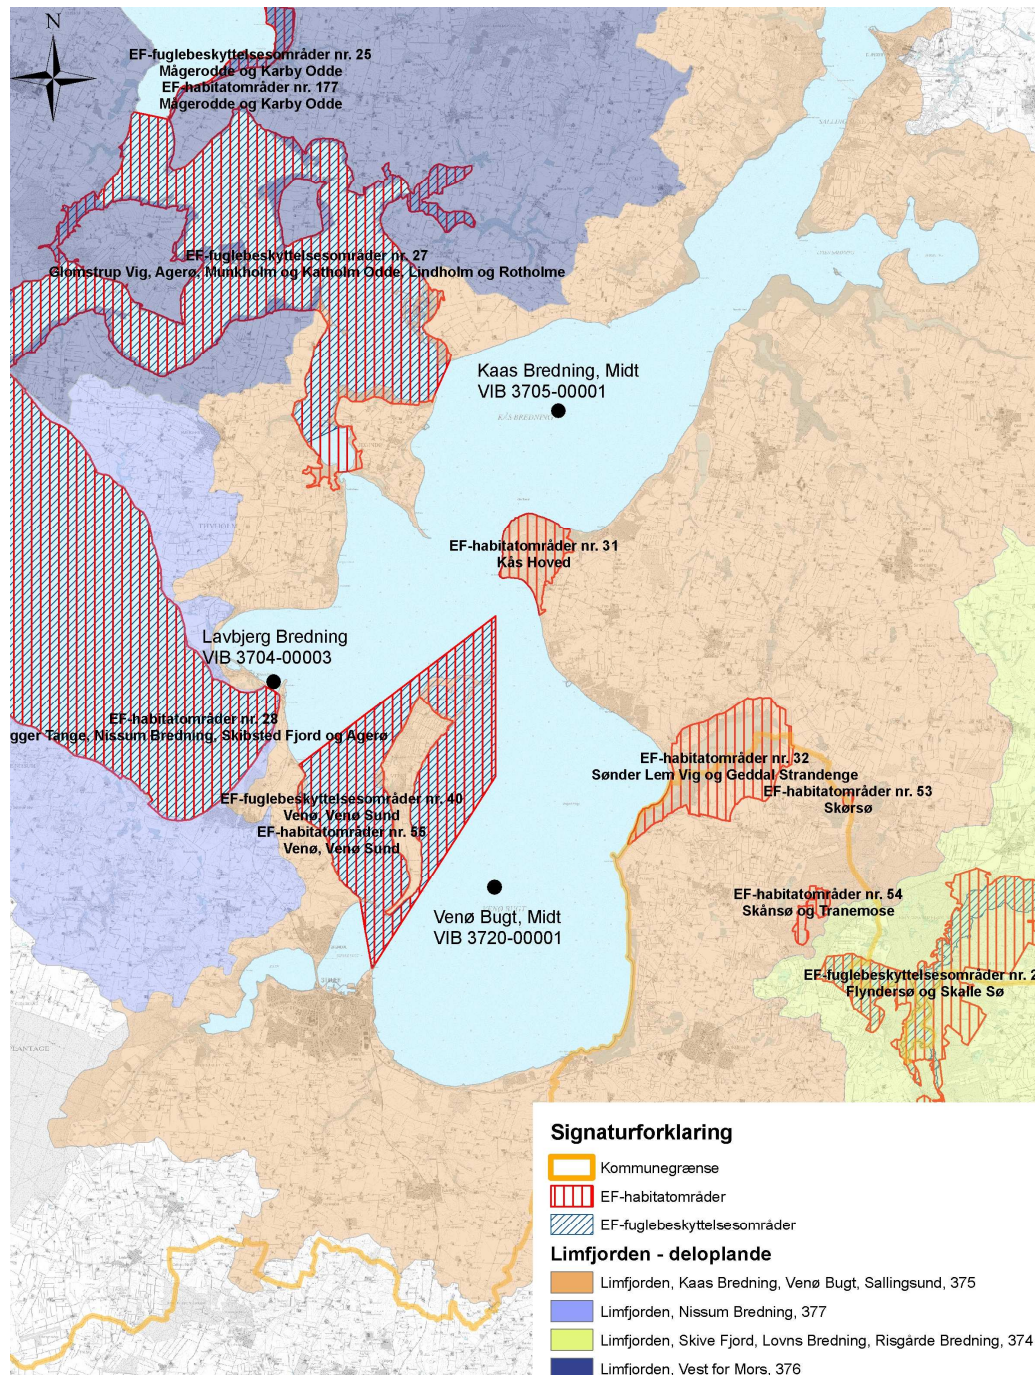 N
EF-fuglebeskyttelsesområder nr. 25
Mågerodde og Karby Odde
EF-habitatområder nr. 177
Mågerodde og Karby Odde
EF-fuglebeskyttelsesområder nr. 27
Glomstrup Vig, Agerø, Munkholm og Katholm Odde, Lindholm og Rotholme
Kaas Bredning, Midt
VIB 3705-00001
EF-habitatområder nr. 31
Kås Hoved
Lavbjerg Bredning
VIB 3704-00003
EF-habitatområder nr. 28
gger Tange, Nissum Bredning, Skibsted Fjord og Agerø
EF-habitatområder nr. 32
Sønder Lem Vig og Geddal Strandenge
EF-habitatområder nr. 53
Skørsø
EF-fuglebeskyttelsesområder nr. 40
Venø, Venø Sund
EF-habitatområder nr. 55
Venø, Venø Sund
EF-habitatområder nr. 54
Skånsø og Tranemose
Venø Bugt, Midt
VIB 3720-00001
EF-fuglebeskyttelsesområder nr. 2
Flyndersø og Skalle Sø
PLANTAGE
Signaturforklaring
Kommunegrænse
EF-habitatområder
EF-fuglebeskyttelsesområder
Limfjorden - deloplande
Limfjorden, Kaas Bredning, Venø Bugt, Sallingsund, 375
Limfjorden, Nissum Bredning, 377
Limfjorden, Skive Fjord, Lovns Bredning, Risgårde Bredning, 374
Limfjorden, Vest for Mors, 376